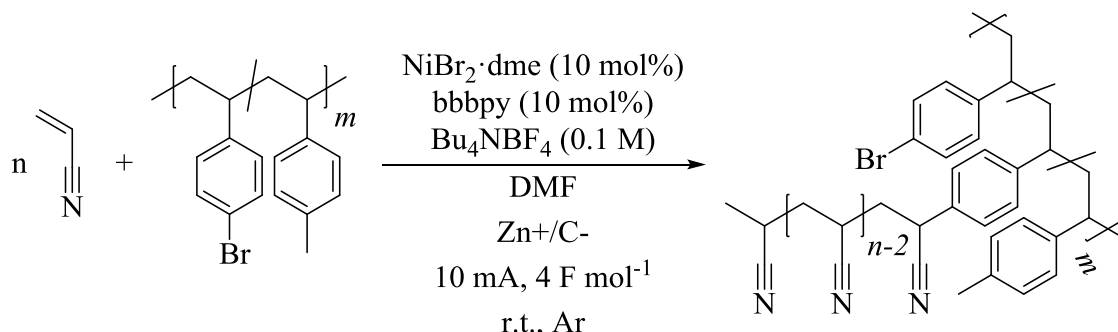 n
N
+
Br
m
NiBr₂·dme (10 mol%)
bbbpy (10 mol%)
Bu₄NBF₄ (0.1 M)
DMF
Zn+/C-
10 mA, 4 F mol⁻¹
r.t., Ar
Br
n-2
m
N
N
N